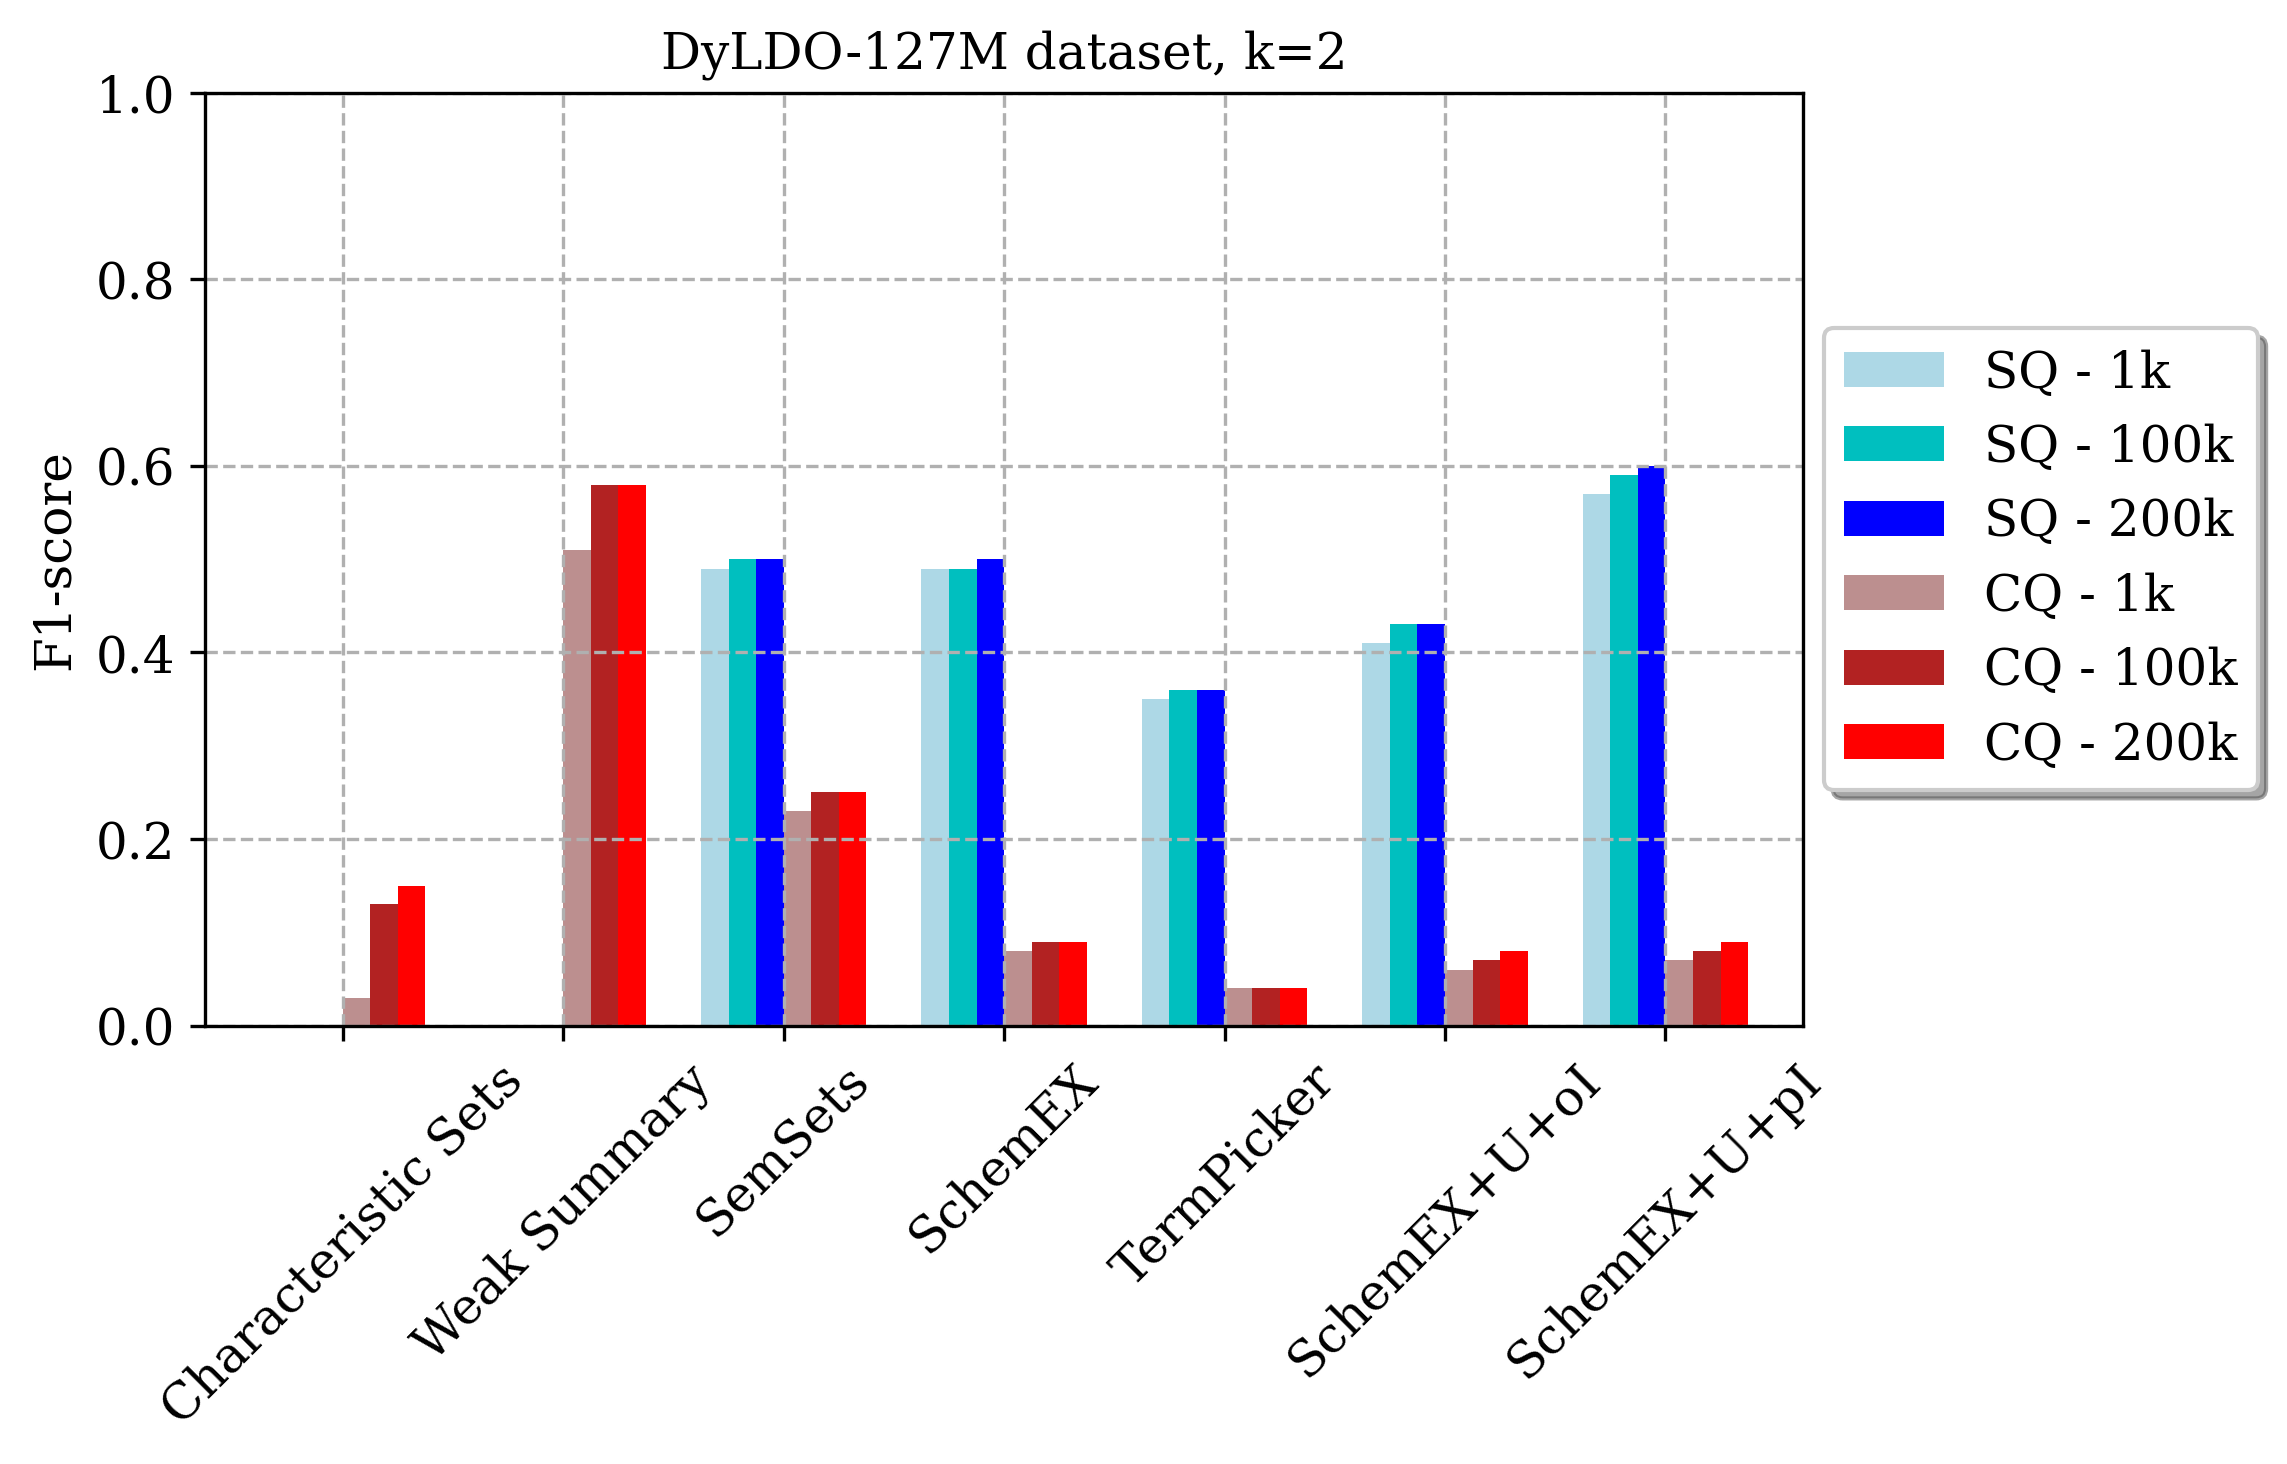 DyLDO-127M dataset, k=2
F1-score
1.0
0.8
0.6
0.4
0.2
0.0
Characteristic Sets
Weak Summary
SemSets
SchemEX
TermPicker
SchemEX+U+oI
SchemEX+U+pI
SQ - 1k
SQ - 100k
SQ - 200k
CQ - 1k
CQ - 100k
CQ - 200k